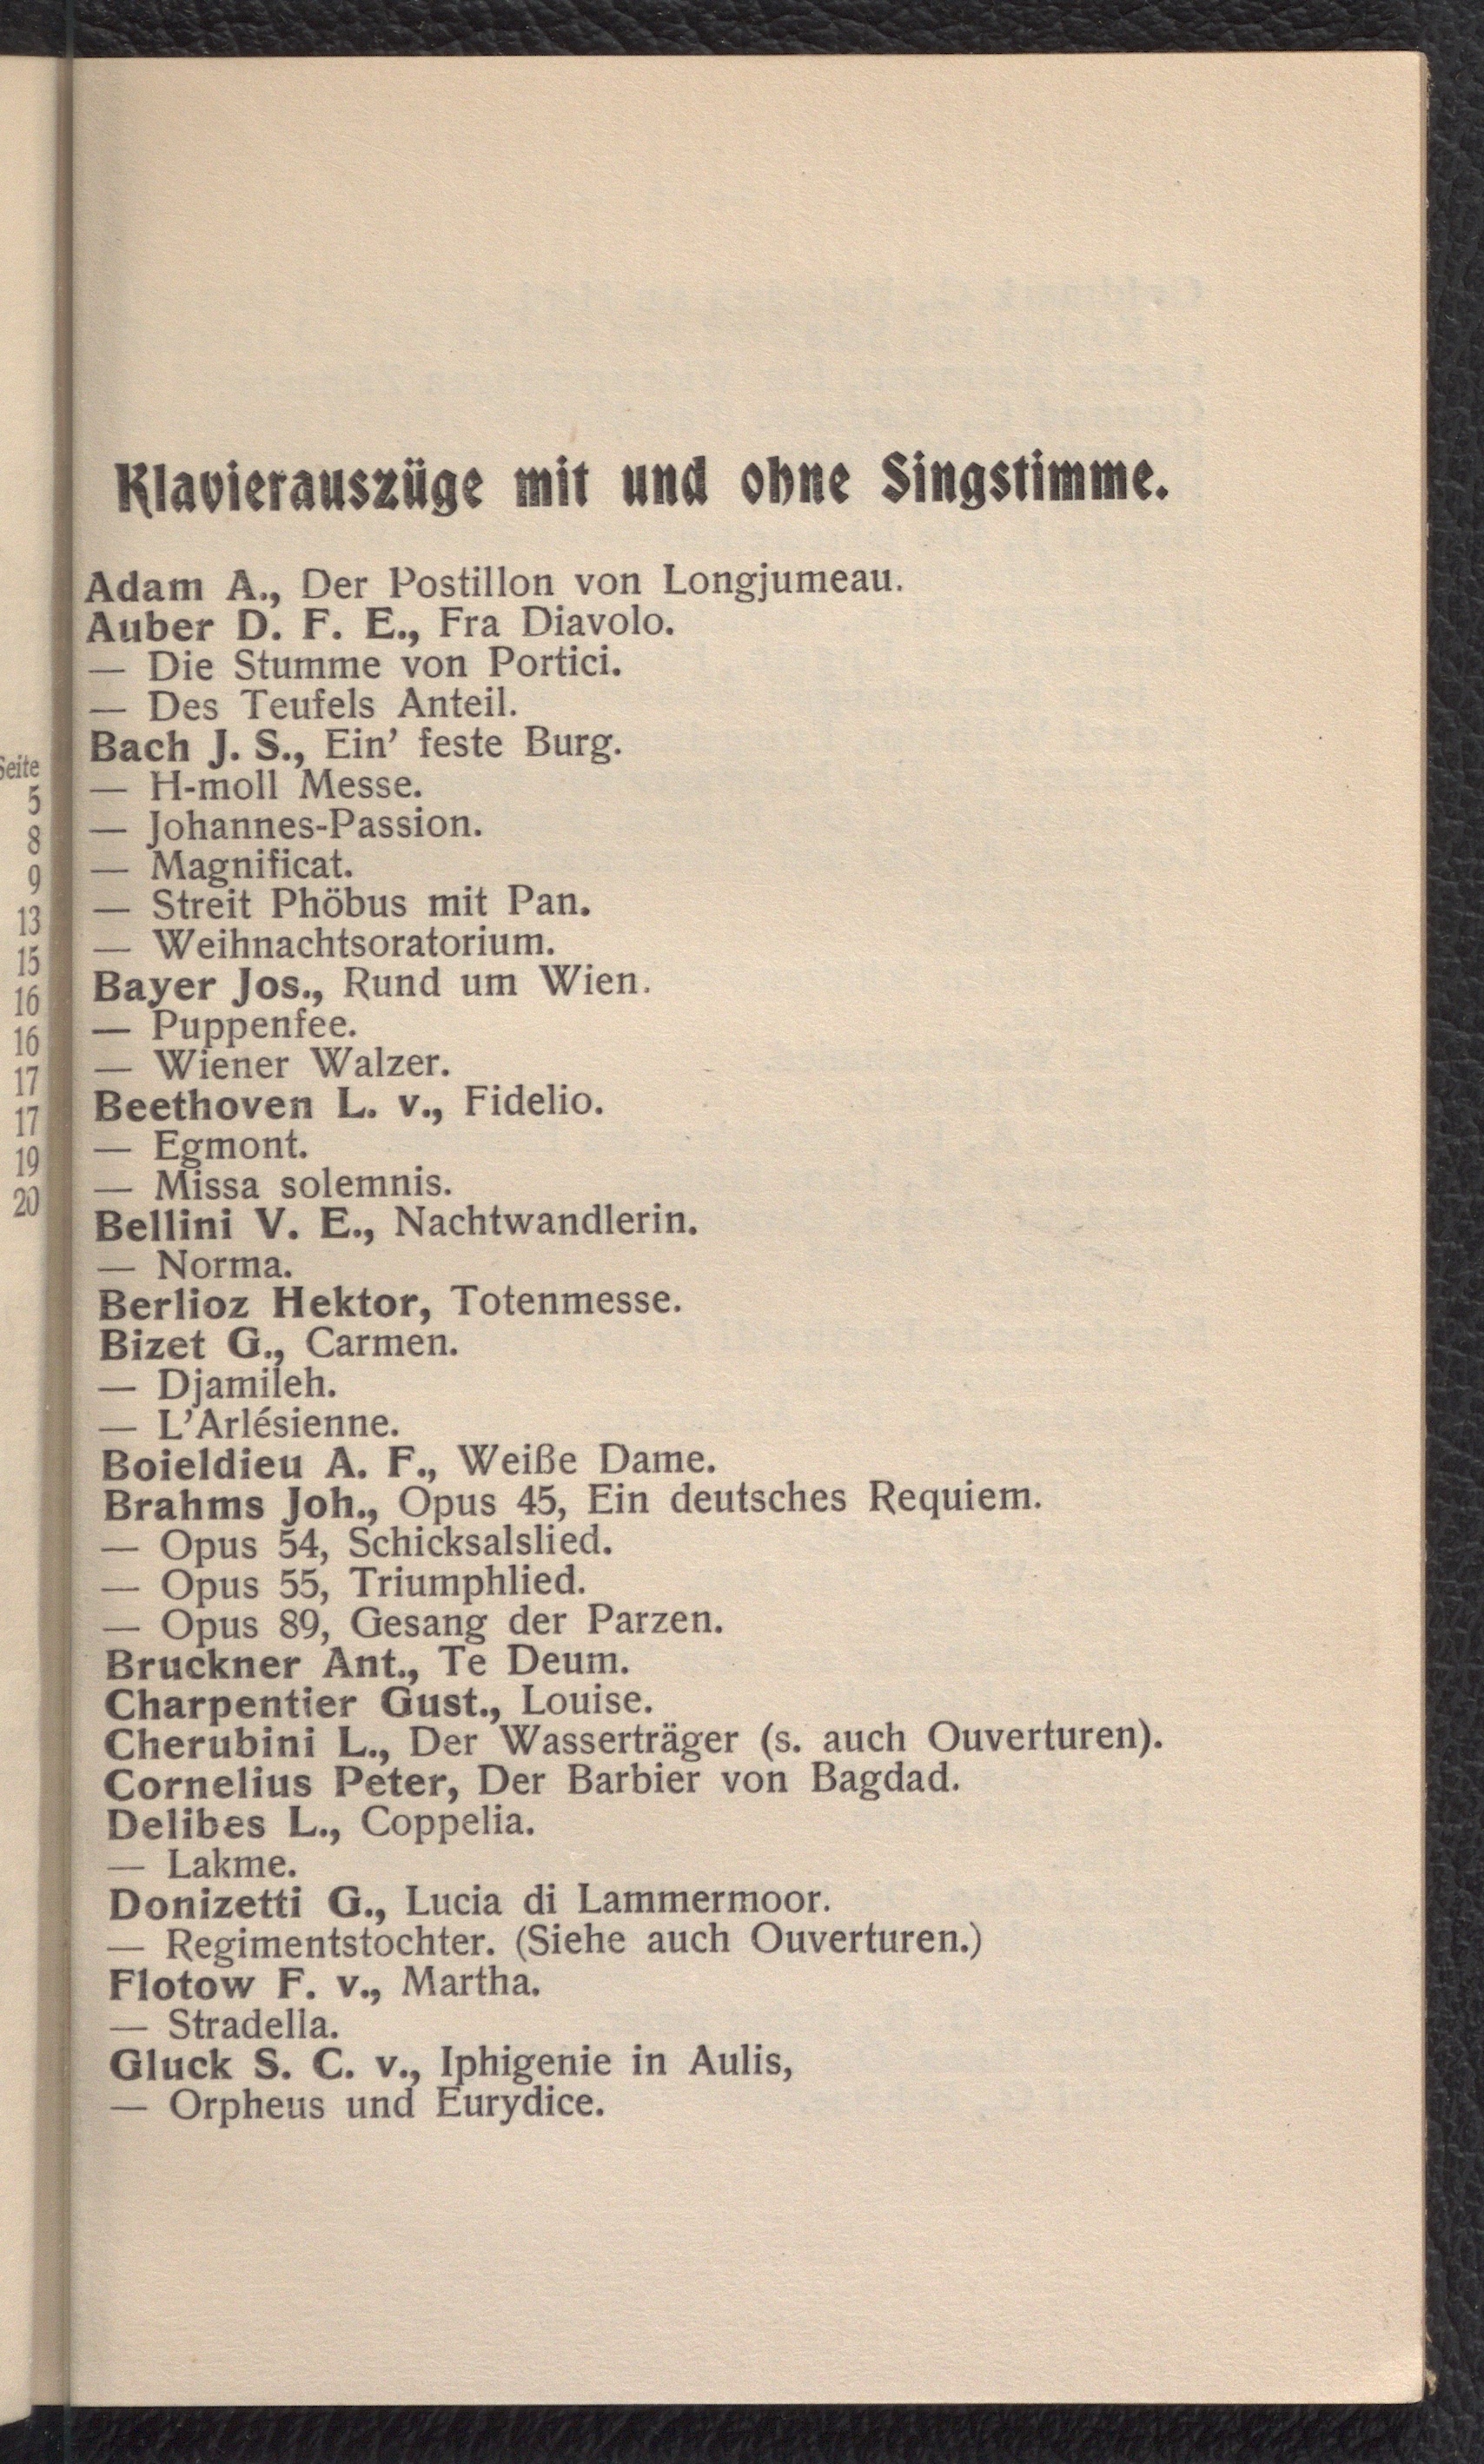 Seite
5
8
9
13
15
16
16
17
17
19
20
Klavierauszüge mit und ohne Singstimme.
Adam A., Der Postillon von Longjumeau.
Auber D. F. E., Fra Diavolo.
— Die Stumme von Portici.
— Des Teufels Anteil.
Bach J. S., Ein' feste Burg.
— H-moll Messe.
— Johannes-Passion.
— Magnificat.
— Streit Phöbus mit Pan.
— Weihnachtsoratorium.
Bayer Jos., Rund um Wien.
— Puppenfee.
— Wiener Walzer.
Beethoven L. v., Fidelio.
— Egmont.
— Missa solemnis.
Bellini V. E., Nachtwandlerin.
— Norma.
Berlioz Hektor, Totenmesse.
Bizet G., Carmen.
— Djamileh.
— L'Arlésienne.
Boieldieu A. F., Weiße Dame.
Brahms Joh., Opus 45, Ein deutsches Requiem.
— Opus 54, Schicksalslied.
— Opus 55, Triumphlied.
— Opus 89, Gesang der Parzen.
Bruckner Ant., Te Deum.
Charpentier Gust., Louise.
Cherubini L., Der Wasserträger (s. auch Ouverturen).
Cornelius Peter, Der Barbier von Bagdad.
Delibes L., Coppelia.
— Lakme.
Donizetti G., Lucia di Lammermoor.
— Regimentstochter. (Siehe auch Ouverturen.)
Flotow F. v., Martha.
— Stradella.
Gluck S. C. v., Iphigenie in Aulis,
— Orpheus und Eurydice.